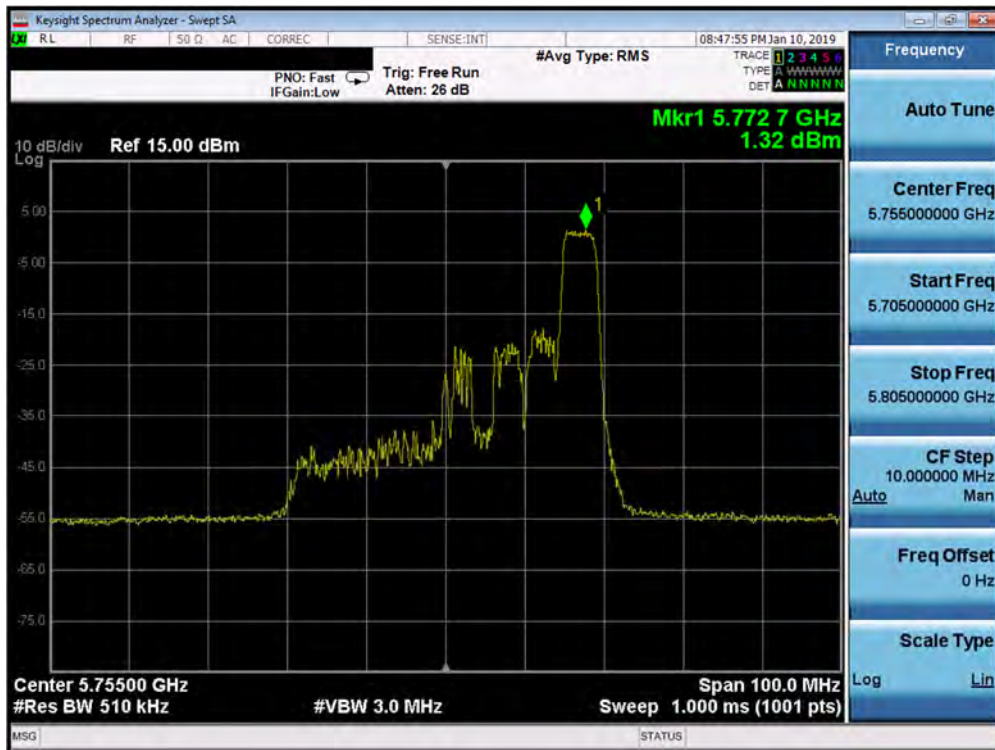 Keysight Spectrum Analyzer - Swept SA
LXI RL RF 50 Ω AC CORREC SENSE:INT 08:47:55 PM Jan 10, 2019
PNO: Fast
IFGain:Low
Trig: Free Run
Atten: 26 dB
#Avg Type: RMS
TRACE 1 2 3 4 5 6
TYPE A WWWWW
DET A N N N N N
Mkr1 5.772 7 GHz
1.32 dBm
10 dB/div Ref 15.00 dBm
Log
1
5.00
-5.00
-15.0
-25.0
-35.0
-45.0
-55.0
-65.0
-75.0
Center 5.75500 GHz Span 100.0 MHz
#Res BW 510 kHz #VBW 3.0 MHz Sweep 1.000 ms (1001 pts)
MSG STATUS
Frequency
Auto Tune
Center Freq
5.755000000 GHz
Start Freq
5.705000000 GHz
Stop Freq
5.805000000 GHz
CF Step
10.000000 MHz
Auto Man
Freq Offset
0 Hz
Scale Type
Log Lin